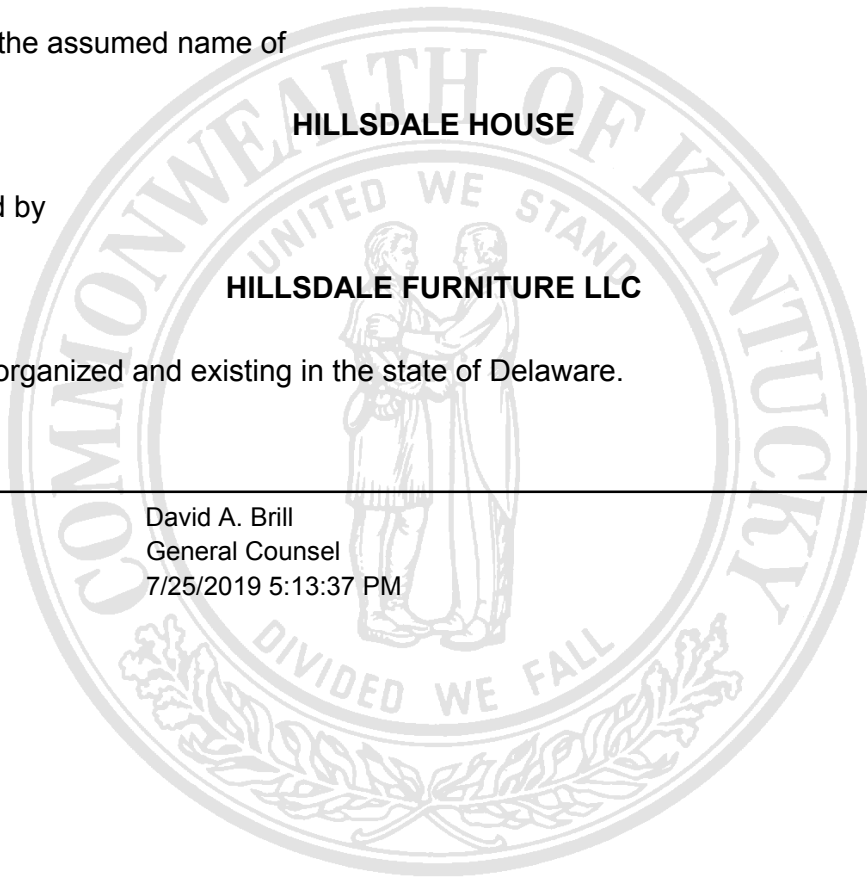 the assumed name of
HILLSDALE HOUSE
d by
HILLSDALE FURNITURE LLC
organized and existing in the state of Delaware.
David A. Brill
General Counsel
7/25/2019 5:13:37 PM
COMMONWEALTH OF KENTUCKY
UNITED WE STAND
DIVIDED WE FALL